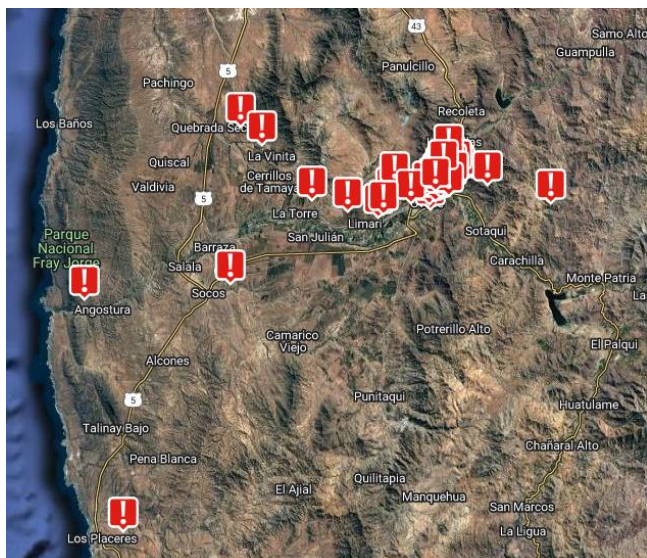 43
Samo Alto
5
Guampulla
Panulcillo
Pachingo
Recoleta
Los Baños
Quebrada Sec
La Vinita
Quiscal
Cerrillos
de Tamaya
Valdivia
5
La Torre
Limarí
San Julián
Sotaquí
Parque
Nacional
Fray Jorge
Barraza
Salala
Carachilla
Monte Patria
Socos
La
Angostura
Camarico
Viejo
Potrerillo Alto
El Palqui
Alcones
Punitaqui
5
Huatulame
Talinay Bajo
Chañaral Alto
Pena Blanca
Quilitapia
El Ajial
Manquehua
San Marcos
Los Placeres
La Ligua